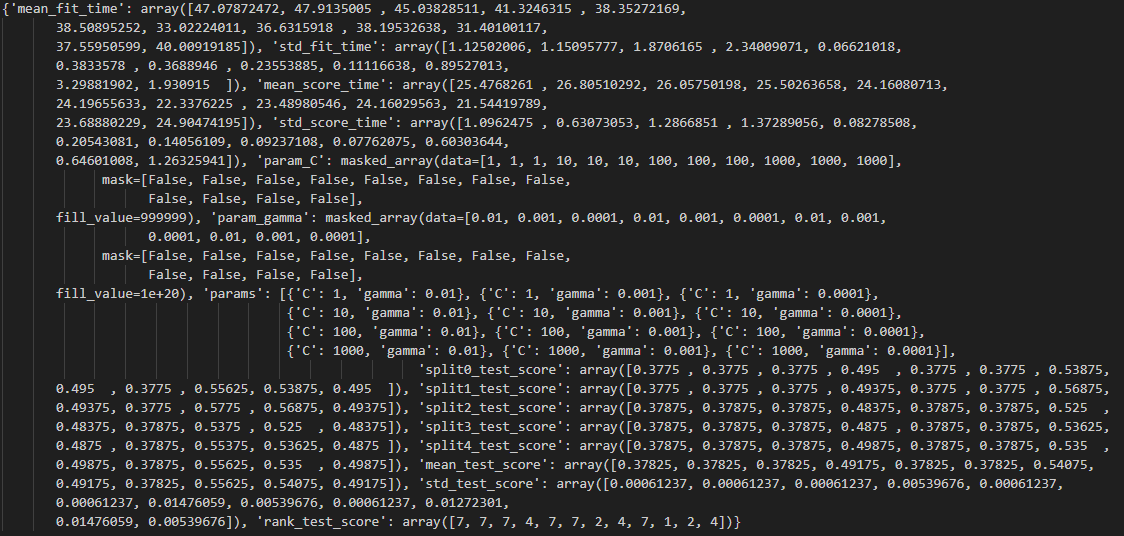 {'mean_fit_time': array([47.07872472, 47.9135005 , 45.03828511, 41.3246315 , 38.35272169,
38.50895252, 33.02224011, 36.6315918 , 38.19532638, 31.40100117,
37.55950599, 40.00919185]), 'std_fit_time': array([1.12502006, 1.15095777, 1.8706165 , 2.34009071, 0.06621018,
0.3833578 , 0.3688946 , 0.23553885, 0.11116638, 0.89527013,
3.29881902, 1.930915  ]), 'mean_score_time': array([25.4768261 , 26.80510292, 26.05750198, 25.50263658, 24.16080713,
24.19655633, 22.3376225 , 23.48980546, 24.16029563, 21.54419789,
23.68880229, 24.90474195]), 'std_score_time': array([1.0962475 , 0.63073053, 1.2866851 , 1.37289056, 0.08278508,
0.20543081, 0.14056109, 0.09237108, 0.07762075, 0.60303644,
0.64601008, 1.26325941]), 'param_C': masked_array(data=[1, 1, 1, 10, 10, 10, 100, 100, 100, 1000, 1000, 1000],
mask=[False, False, False, False, False, False, False, False,
False, False, False, False],
fill_value=999999), 'param_gamma': masked_array(data=[0.01, 0.001, 0.0001, 0.01, 0.001, 0.0001, 0.01, 0.001,
0.0001, 0.01, 0.001, 0.0001],
mask=[False, False, False, False, False, False, False, False,
False, False, False, False],
fill_value=1e+20), 'params': [{'C': 1, 'gamma': 0.01}, {'C': 1, 'gamma': 0.001}, {'C': 1, 'gamma': 0.0001},
{'C': 10, 'gamma': 0.01}, {'C': 10, 'gamma': 0.001}, {'C': 10, 'gamma': 0.0001},
{'C': 100, 'gamma': 0.01}, {'C': 100, 'gamma': 0.001}, {'C': 100, 'gamma': 0.0001},
{'C': 1000, 'gamma': 0.01}, {'C': 1000, 'gamma': 0.001}, {'C': 1000, 'gamma': 0.0001}],
'split0_test_score': array([0.3775 , 0.3775 , 0.3775 , 0.495  , 0.3775 , 0.3775 , 0.53875,
0.495  , 0.3775 , 0.55625, 0.53875, 0.495  ]), 'split1_test_score': array([0.3775 , 0.3775 , 0.3775 , 0.49375, 0.3775 , 0.3775 , 0.56875,
0.49375, 0.3775 , 0.5775 , 0.56875, 0.49375]), 'split2_test_score': array([0.37875, 0.37875, 0.37875, 0.48375, 0.37875, 0.37875, 0.525  ,
0.48375, 0.37875, 0.5375 , 0.525  , 0.48375]), 'split3_test_score': array([0.37875, 0.37875, 0.37875, 0.4875 , 0.37875, 0.37875, 0.53625,
0.4875 , 0.37875, 0.55375, 0.53625, 0.4875 ]), 'split4_test_score': array([0.37875, 0.37875, 0.37875, 0.49875, 0.37875, 0.37875, 0.535  ,
0.49875, 0.37875, 0.55625, 0.535  , 0.49875]), 'mean_test_score': array([0.37825, 0.37825, 0.37825, 0.49175, 0.37825, 0.37825, 0.54075,
0.49175, 0.37825, 0.55625, 0.54075, 0.49175]), 'std_test_score': array([0.00061237, 0.00061237, 0.00061237, 0.00539676, 0.00061237,
0.00061237, 0.01476059, 0.00539676, 0.00061237, 0.01272301,
0.01476059, 0.00539676]), 'rank_test_score': array([7, 7, 7, 4, 7, 7, 2, 4, 7, 1, 2, 4])}